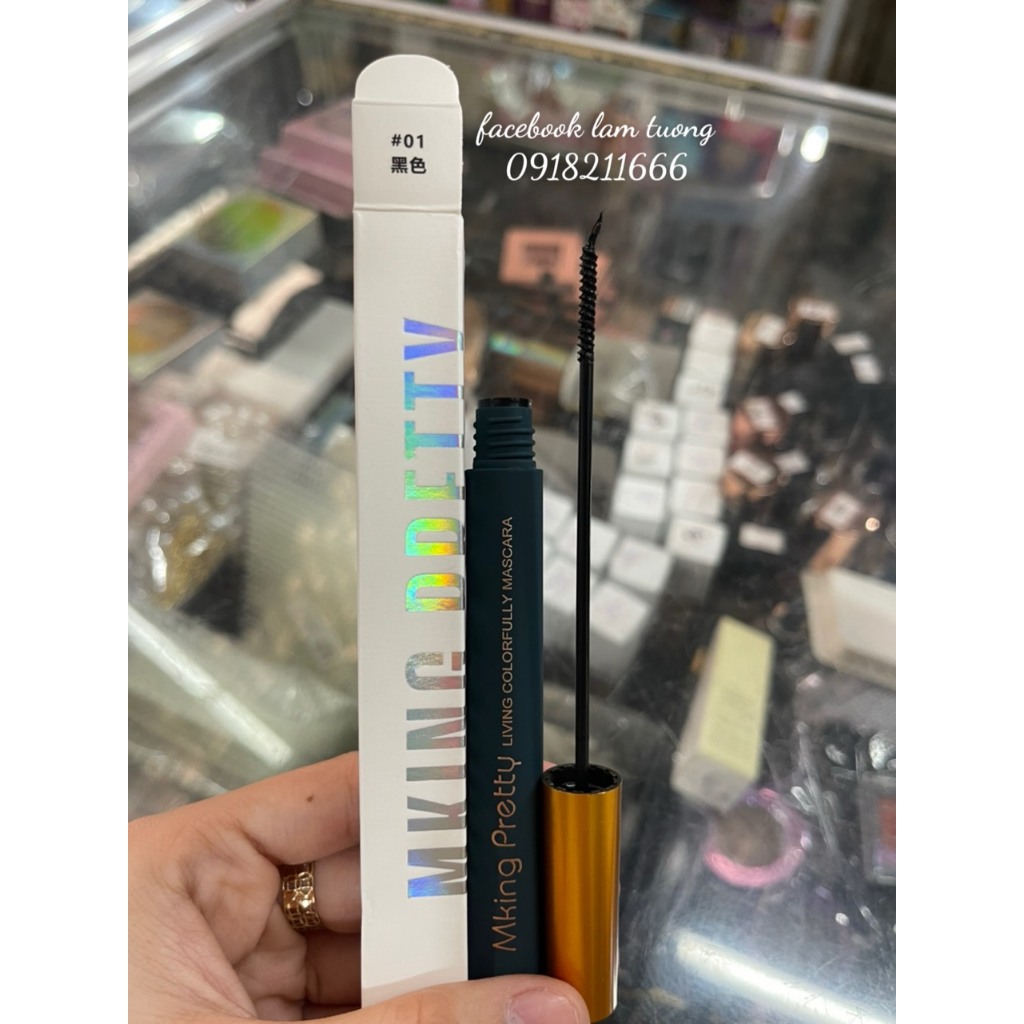 #01
黑色
facebook lam tuong
0918211666
MKING PRETTY
Mking Pretty LIVING COLORFULLY MASCARA